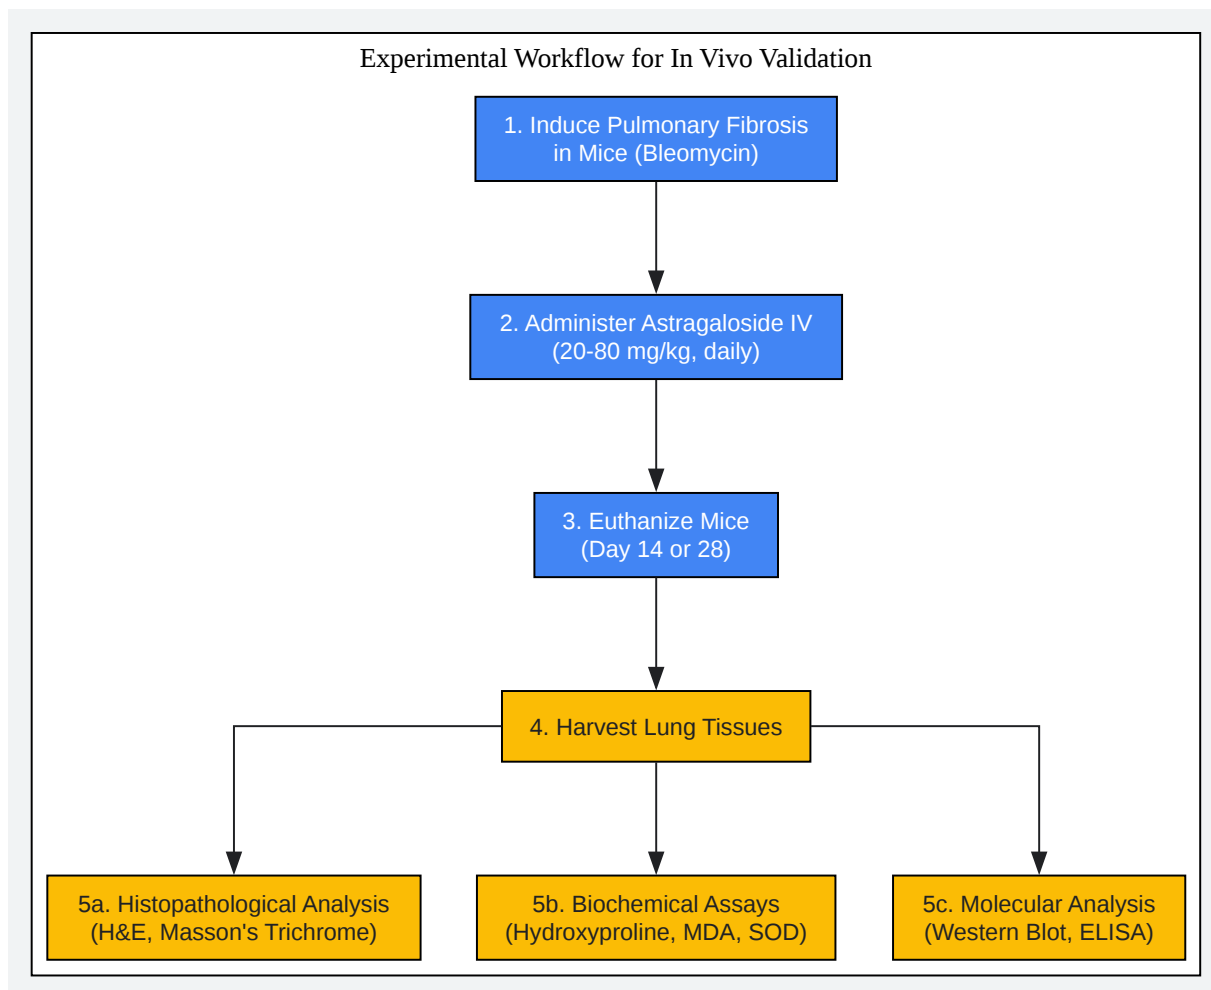 Experimental Workflow for In Vivo Validation
1. Induce Pulmonary Fibrosis
in Mice (Bleomycin)
2. Administer Astragaloside IV
(20-80 mg/kg, daily)
3. Euthanize Mice
(Day 14 or 28)
4. Harvest Lung Tissues
5a. Histopathological Analysis
(H&E, Masson's Trichrome)
5b. Biochemical Assays
(Hydroxyproline, MDA, SOD)
5c. Molecular Analysis
(Western Blot, ELISA)